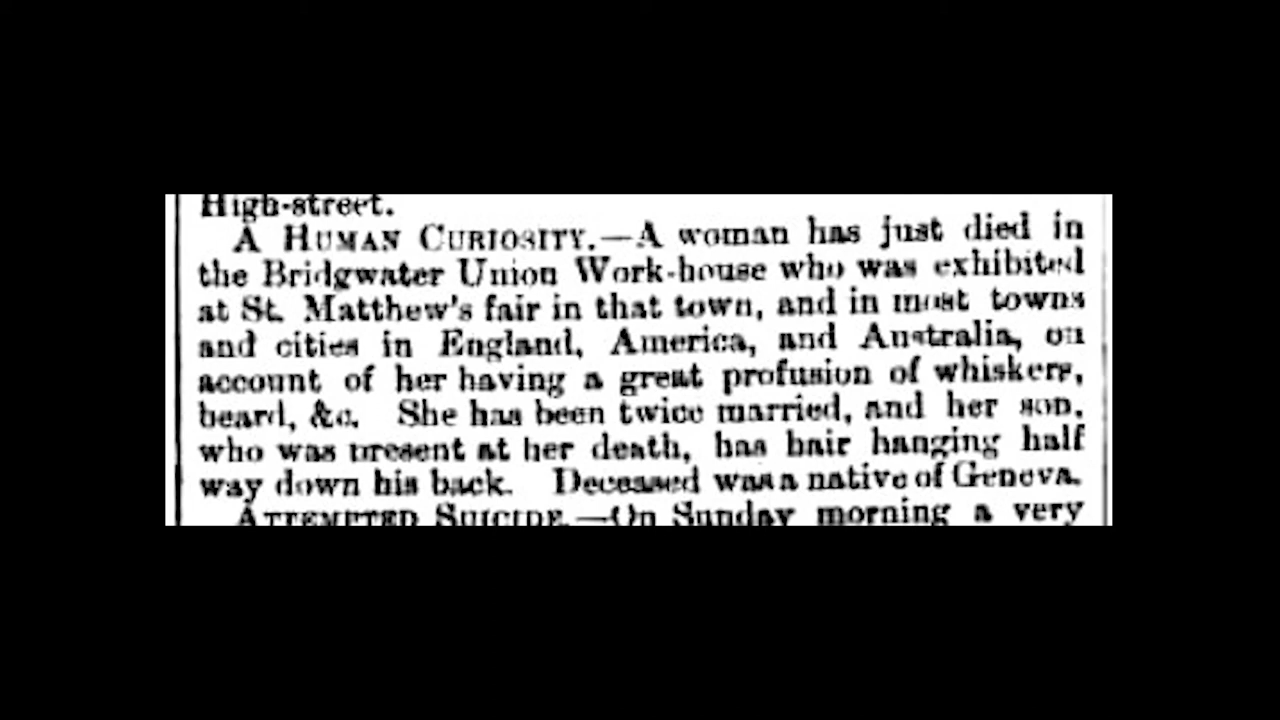 High-street.
A HUMAN CURIOSITY.—A woman has just died in
the Bridgwater Union Work-house who was exhibited
at St. Matthew's fair in that town, and in most towns
and cities in England, America, and Australia, on
account of her having a great profusion of whiskers,
beard, &c. She has been twice married, and her son,
who was present at her death, has hair hanging half
way down his back. Deceased was a native of Geneva.
ATTEMPTED SUICIDE.—On Sunday morning a very